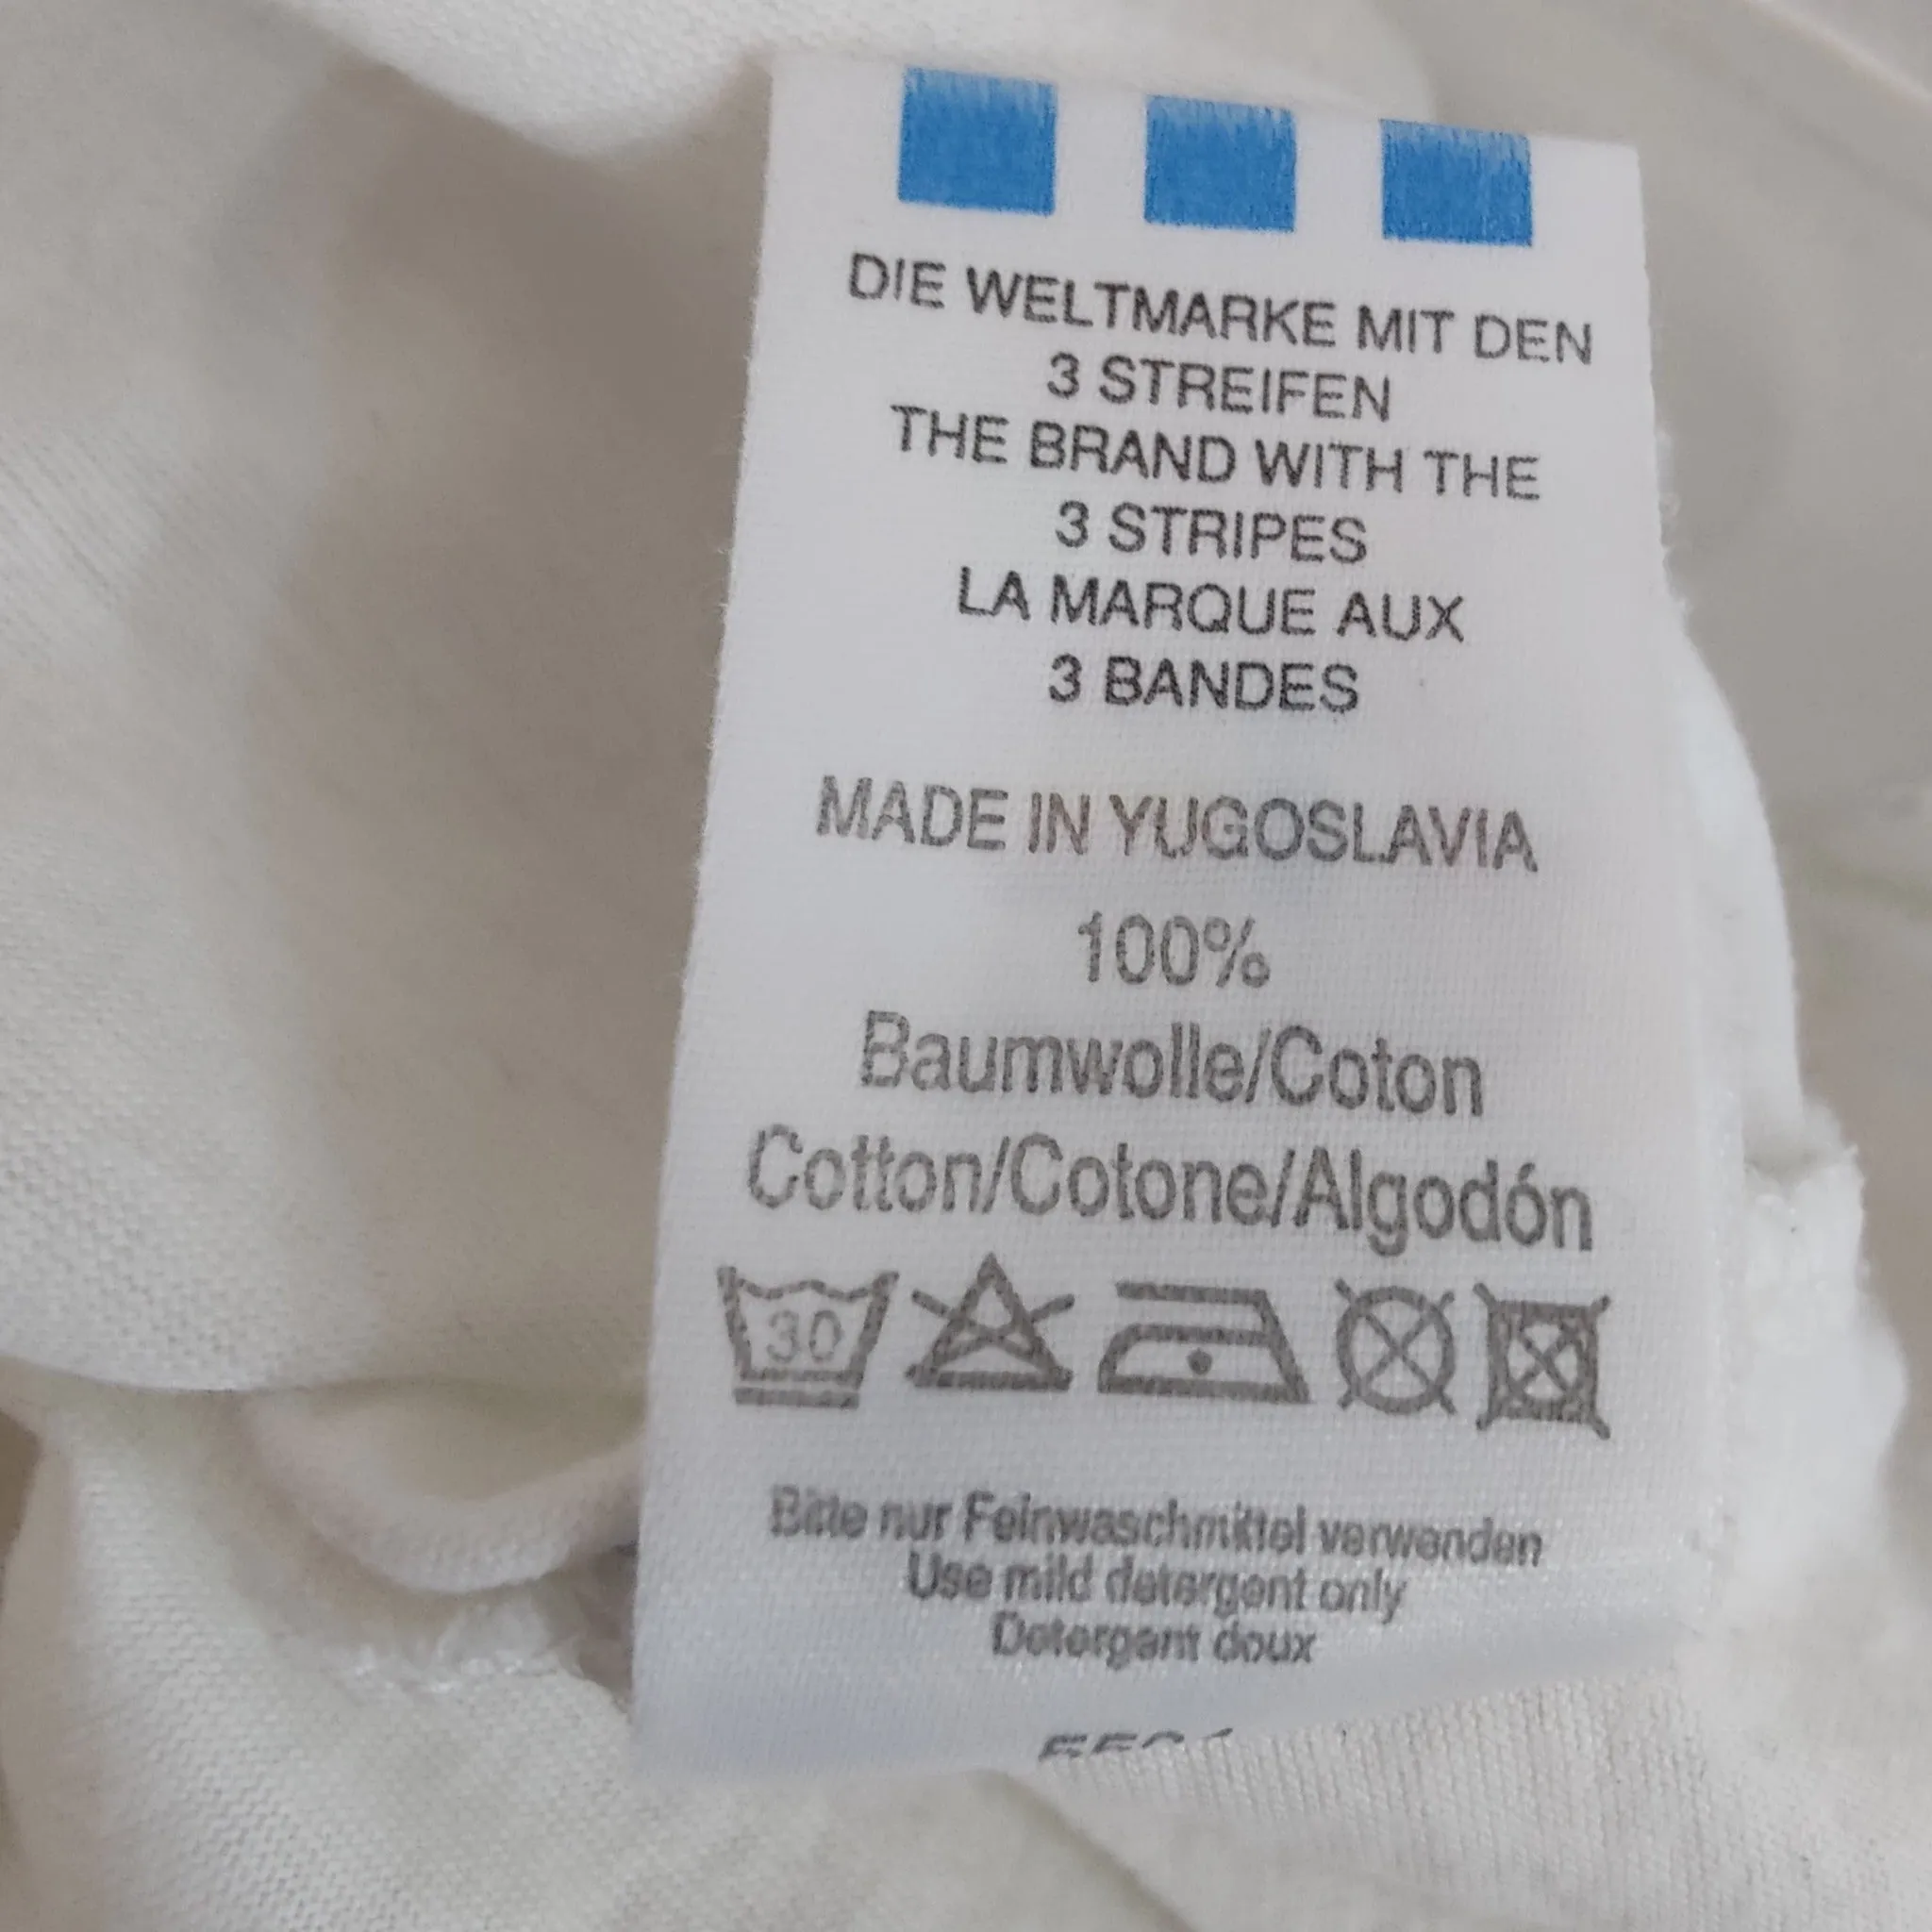 DIE WELTMARKE MIT DEN
3 STREIFEN
THE BRAND WITH THE
3 STRIPES
LA MARQUE AUX
3 BANDES
MADE IN YUGOSLAVIA
100%
Baumwolle/Coton
Cotton/Cotone/Algodón
30
Bitte nur Feinwaschmittel verwenden
Use mild detergent only
Detergant doux